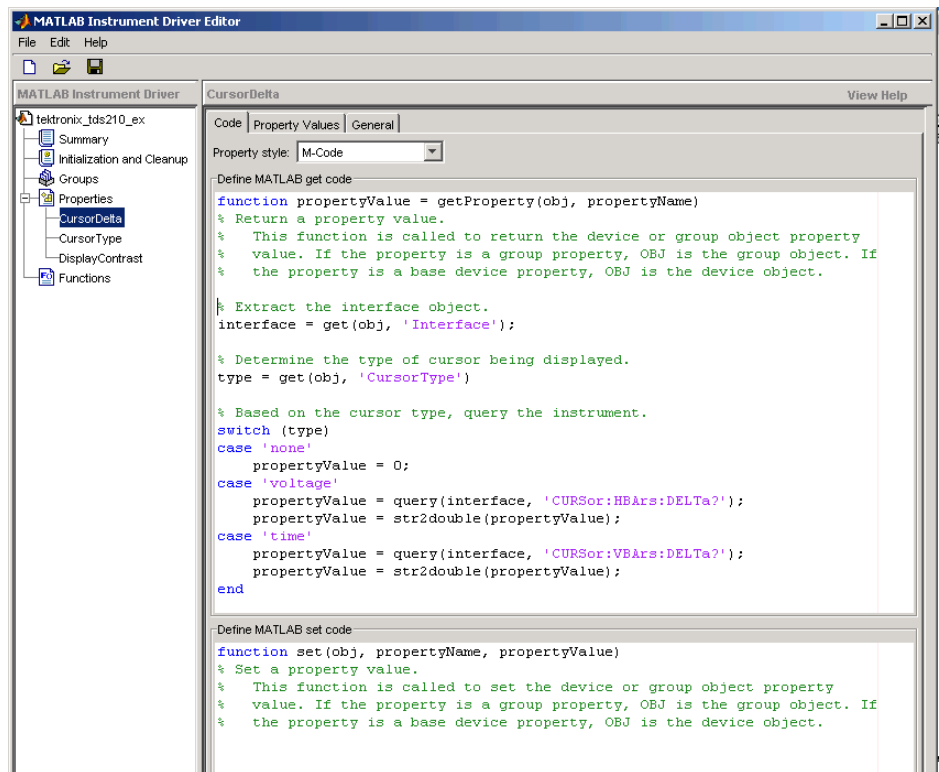 MATLAB Instrument Driver Editor
File Edit Help
MATLAB Instrument Driver
tektronix_tds210_ex
Summary
Initialization and Cleanup
Groups
Properties
CursorDelta
CursorType
DisplayContrast
Functions
CursorDelta View Help
Code Property Values General
Property style: M-Code
Define MATLAB get code
function propertyValue = getProperty(obj, propertyName)
% Return a property value.
%   This function is called to return the device or group object property
%   value. If the property is a group property, OBJ is the group object. If
%   the property is a base device property, OBJ is the device object.
% Extract the interface object.
interface = get(obj, 'Interface');
% Determine the type of cursor being displayed.
type = get(obj, 'CursorType')
% Based on the cursor type, query the instrument.
switch (type)
case 'none'
    propertyValue = 0;
case 'voltage'
    propertyValue = query(interface, 'CURSor:HBArs:DELTa?');
    propertyValue = str2double(propertyValue);
case 'time'
    propertyValue = query(interface, 'CURSor:VBArs:DELTa?');
    propertyValue = str2double(propertyValue);
end
Define MATLAB set code
function set(obj, propertyName, propertyValue)
% Set a property value.
%   This function is called to set the device or group object property
%   value. If the property is a group property, OBJ is the group object. If
%   the property is a base device property, OBJ is the device object.